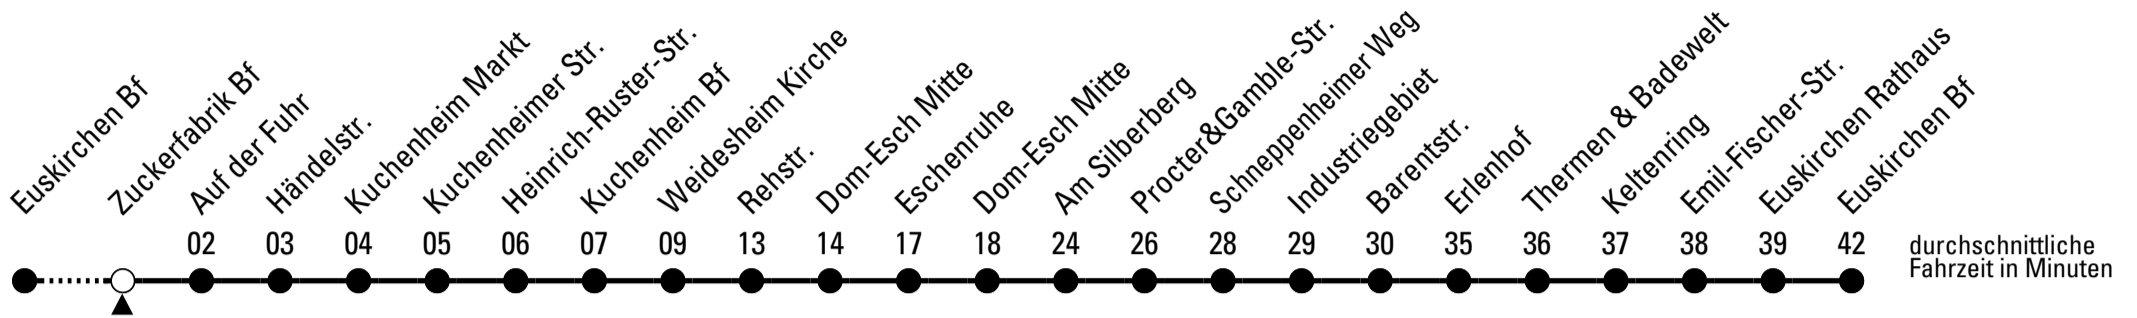 Euskirchen Bf
Zuckerfabrik Bf
Auf der Fuhr
Händelstr.
Kuchenheim Markt
Kuchenheimer Str.
Heinrich-Ruster-Str.
Kuchenheim Bf
Weidesheim Kirche
Rehstr.
Dom-Esch Mitte
Eschenruhe
Dom-Esch Mitte
Am Silberberg
Procter&Gamble-Str.
Schneppenheimer Weg
Industriegebiet
Barentstr.
Erlenhof
Thermen & Badewelt
Keltenring
Emil-Fischer-Str.
Euskirchen Rathaus
Euskirchen Bf
02 03 04 05 06 07 09 13 14 17 18 24 26 28 29 30 35 36 37 38 39 42
durchschnittliche
Fahrzeit in Minuten